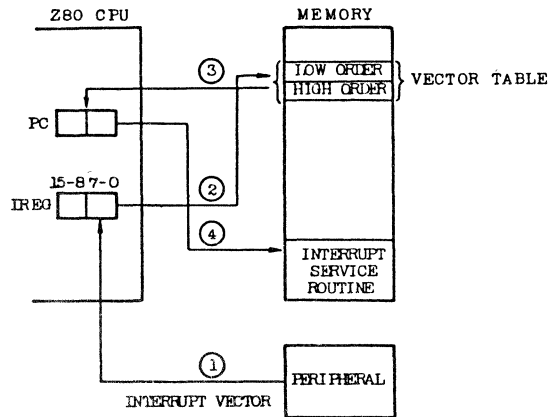 Z80 CPU
MEMORY
③
LOW ORDER
HIGH ORDER
VECTOR TABLE
PC
15-8 7-0
IREG
②
④
INTERRUPT
SERVICE
ROUTINE
①
PERIPHERAL
INTERRUPT VECTOR